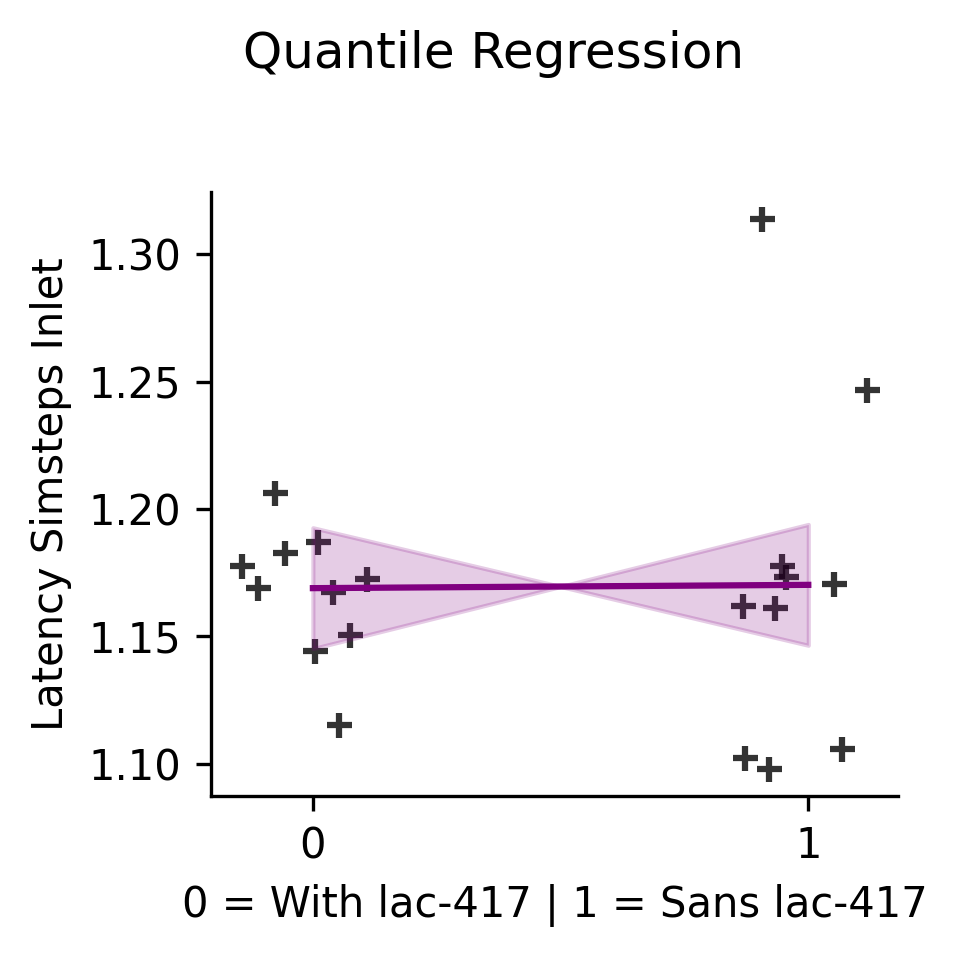 Quantile Regression
Latency Simsteps Inlet
1.30
1.25
1.20
1.15
1.10
0
1
0 = With lac-417 | 1 = Sans lac-417